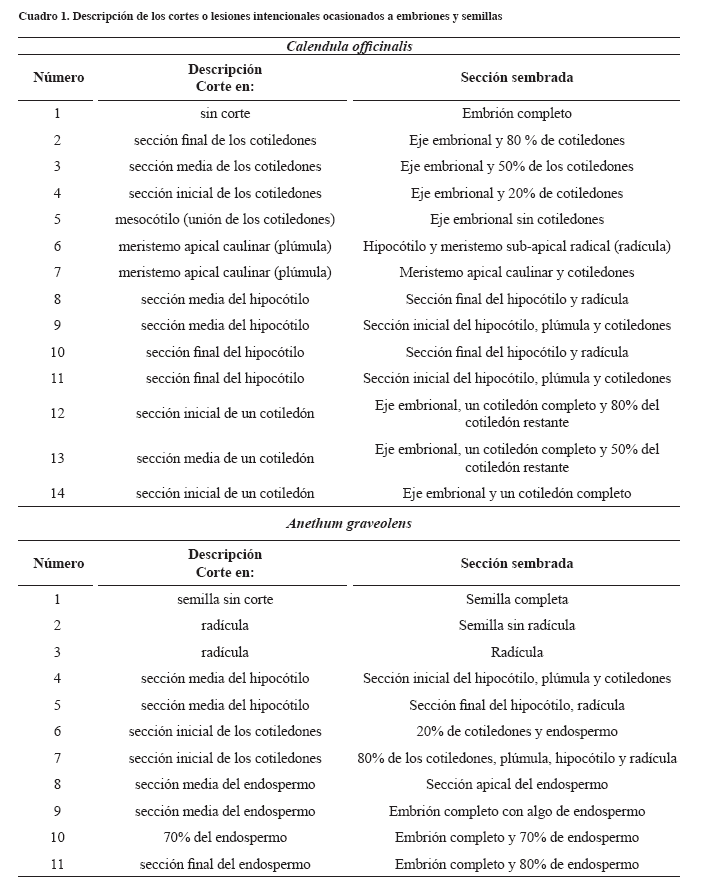 Cuadro 1. Descripción de los cortes o lesiones intencionales ocasionados a embriones y semillas
Calendula officinalis
Número Descripción Corte en: Sección sembrada
1 sin corte Embrión completo
2 sección final de los cotiledones Eje embrional y 80 % de cotiledones
3 sección media de los cotiledones Eje embrional y 50% de los cotiledones
4 sección inicial de los cotiledones Eje embrional y 20% de cotiledones
5 mesocótilo (unión de los cotiledones) Eje embrional sin cotiledones
6 meristemo apical caulinar (plúmula) Hipocótilo y meristemo sub-apical radical (radícula)
7 meristemo apical caulinar (plúmula) Meristemo apical caulinar y cotiledones
8 sección media del hipocótilo Sección final del hipocótilo y radícula
9 sección media del hipocótilo Sección inicial del hipocótilo, plúmula y cotiledones
10 sección final del hipocótilo Sección final del hipocótilo y radícula
11 sección final del hipocótilo Sección inicial del hipocótilo, plúmula y cotiledones
12 sección inicial de un cotiledón Eje embrional, un cotiledón completo y 80% del
cotiledón restante
13 sección media de un cotiledón Eje embrional, un cotiledón completo y 50% del
cotiledón restante
14 sección inicial de un cotiledón Eje embrional y un cotiledón completo
Anethum graveolens
Número Descripción Corte en: Sección sembrada
1 semilla sin corte Semilla completa
2 radícula Semilla sin radícula
3 radícula Radícula
4 sección media del hipocótilo Sección inicial del hipocótilo, plúmula y cotiledones
5 sección media del hipocótilo Sección final del hipocótilo, radícula
6 sección inicial de los cotiledones 20% de cotiledones y endospermo
7 sección inicial de los cotiledones 80% de los cotiledones, plúmula, hipocótilo y radícula
8 sección media del endospermo Sección apical del endospermo
9 sección media del endospermo Embrión completo con algo de endospermo
10 70% del endospermo Embrión completo y 70% de endospermo
11 sección final del endospermo Embrión completo y 80% de endospermo